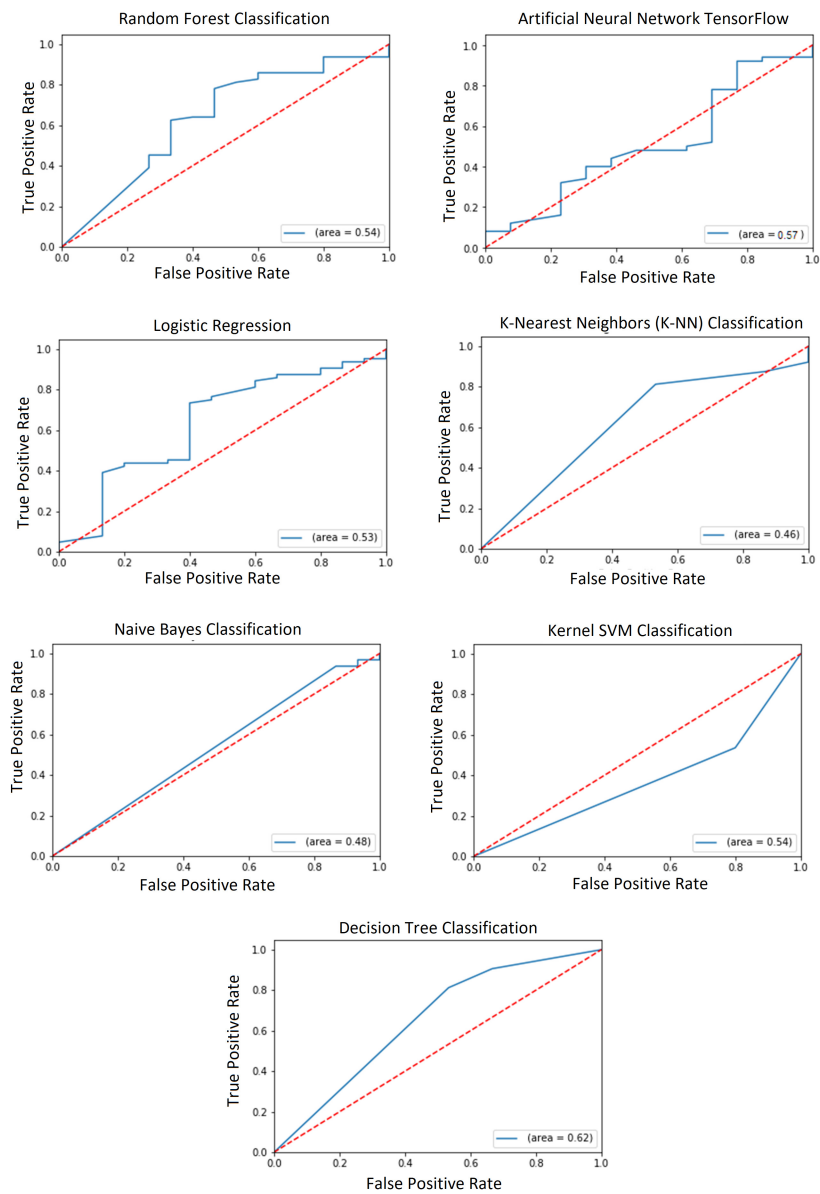 Random Forest Classification
1.0
0.8
0.6
0.4
0.2
0.0
True Positive Rate
(area = 0.54)
0.0 0.2 0.4 0.6 0.8 1.0
False Positive Rate
Artificial Neural Network TensorFlow
1.0
0.8
0.6
0.4
0.2
0.0
True Positive Rate
(area = 0.57 )
0.0 0.2 0.4 0.6 0.8 1.0
False Positive Rate
Logistic Regression
1.0
0.8
0.6
0.4
0.2
0.0
True Positive Rate
(area = 0.53)
0.0 0.2 0.4 0.6 0.8 1.0
False Positive Rate
K-Nearest Neighbors (K-NN) Classification
1.0
0.8
0.6
0.4
0.2
0.0
True Positive Rate
(area = 0.46)
0.0 0.2 0.4 0.6 0.8 1.0
False Positive Rate
Naive Bayes Classification
1.0
0.8
0.6
0.4
0.2
0.0
True Positive Rate
(area = 0.48)
0.0 0.2 0.4 0.6 0.8 1.0
False Positive Rate
Kernel SVM Classification
1.0
0.8
0.6
0.4
0.2
0.0
True Positive Rate
(area = 0.54)
0.0 0.2 0.4 0.6 0.8 1.0
False Positive Rate
Decision Tree Classification
1.0
0.8
0.6
0.4
0.2
0.0
True Positive Rate
(area = 0.62)
0.0 0.2 0.4 0.6 0.8 1.0
False Positive Rate